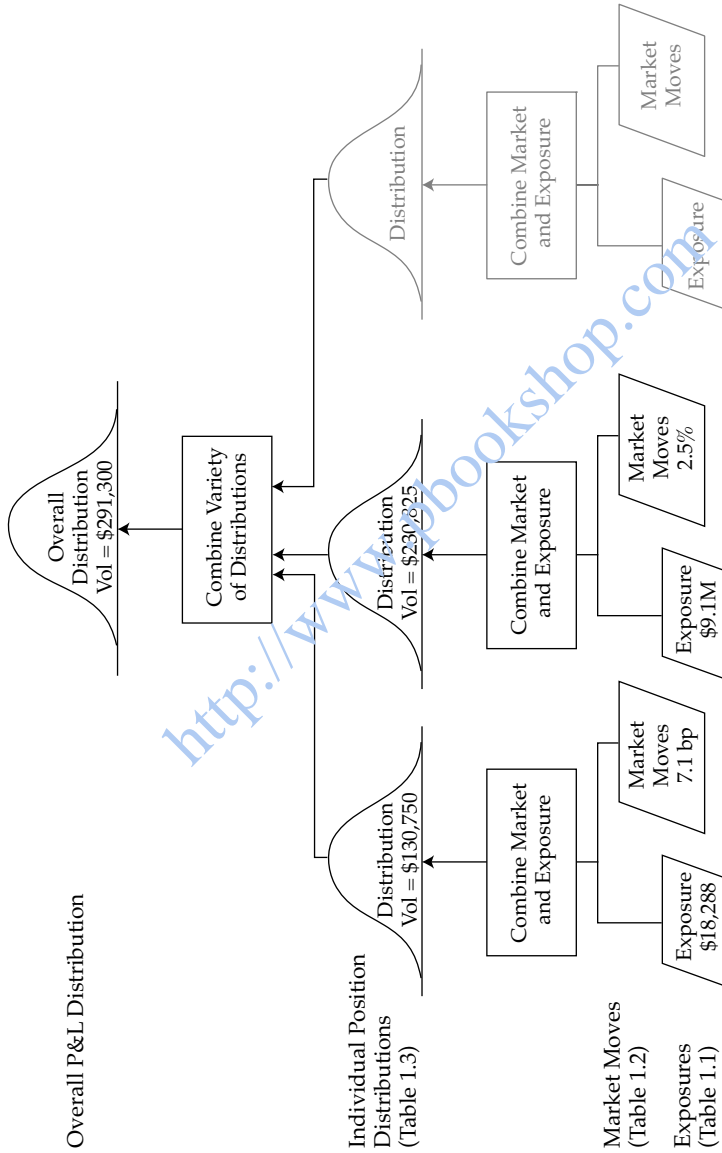 Overall P&L Distribution
Overall
Distribution
Vol = $291,300
Combine Variety
of Distributions
Individual Position
Distributions
(Table 1.3)
Distribution
Vol = $130,750
Distribution
Vol = $230,825
Distribution
Combine Market
and Exposure
Combine Market
and Exposure
Combine Market
and Exposure
Market Moves
(Table 1.2)
Market
Moves
7.1 bp
Market
Moves
2.5%
Market
Moves
Exposures
(Table 1.1)
Exposure
$18,288
Exposure
$9.1M
Exposure
http://www.pbookshop.com